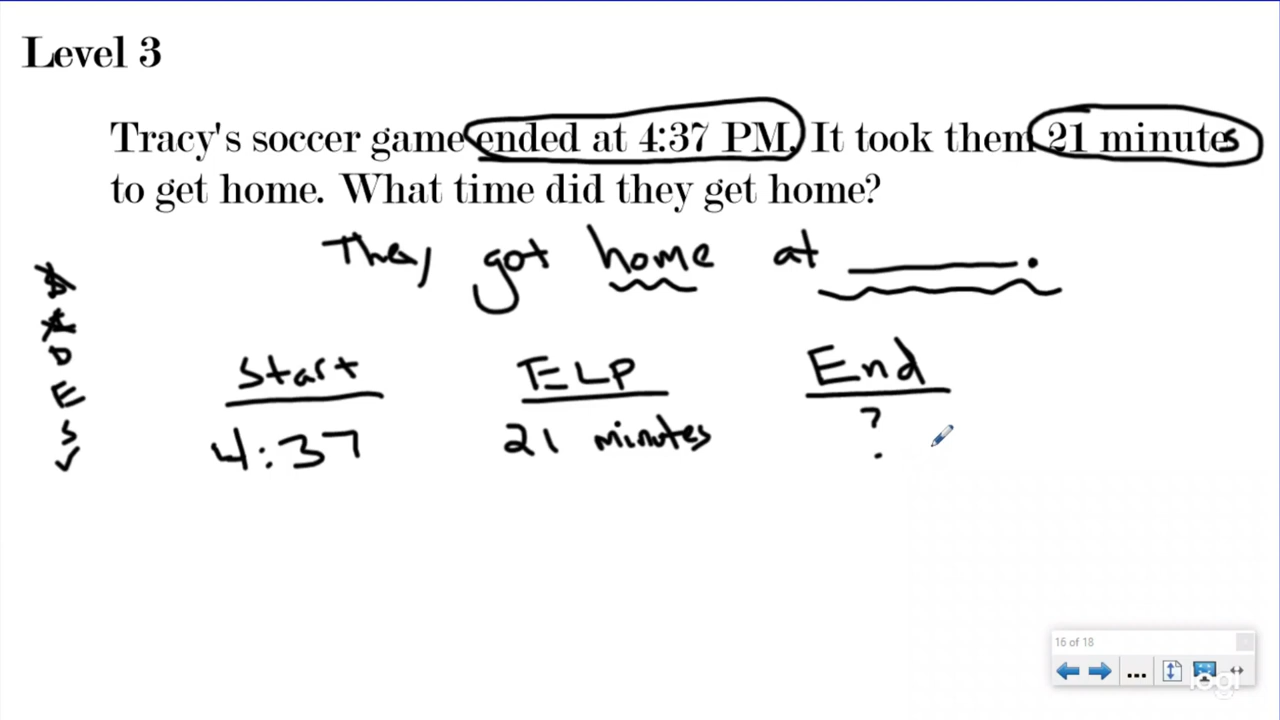 Level 3
Tracy's soccer game ended at 4:37 PM. It took them 21 minutes
to get home. What time did they get home?
They got home at ______.
D
E
S
✓
Start ELP End
4:37 21 minutes ?
16 of 18
...
logi